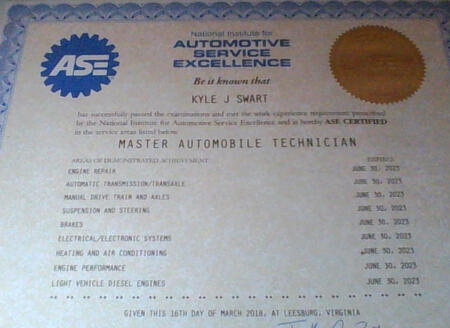 ASE
National Institute for
AUTOMOTIVE
SERVICE
EXCELLENCE
Be it known that
KYLE J SWART
has successfully passed the examinations and met the work experience requirement prescribed
by the National Institute for Automotive Service Excellence and is hereby ASE CERTIFIED
in the service areas listed below
MASTER AUTOMOBILE TECHNICIAN
AREAS OF DEMONSTRATED ACHIEVEMENT EXPIRES
ENGINE REPAIR JUNE 30, 2023
AUTOMATIC TRANSMISSION/TRANSAXLE JUNE 30, 2023
MANUAL DRIVE TRAIN AND AXLES JUNE 30, 2023
SUSPENSION AND STEERING JUNE 30, 2023
BRAKES JUNE 30, 2023
ELECTRICAL/ELECTRONIC SYSTEMS JUNE 30, 2023
HEATING AND AIR CONDITIONING JUNE 30, 2023
ENGINE PERFORMANCE JUNE 30, 2023
LIGHT VEHICLE DIESEL ENGINES JUNE 30, 2023
GIVEN THIS 16TH DAY OF MARCH 2018, AT LEESBURG, VIRGINIA